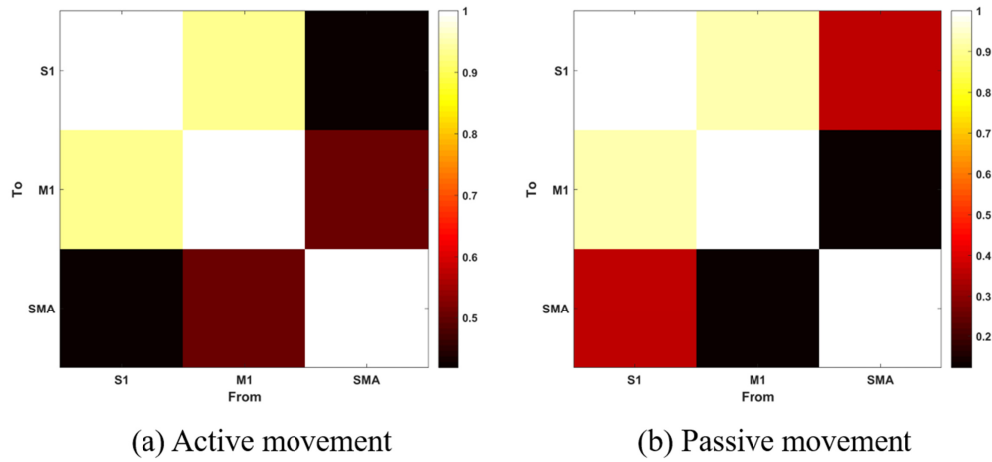 S1
M1
SMA
To
S1
M1
SMA
From
1
0.9
0.8
0.7
0.6
0.5
(a) Active movement
S1
M1
SMA
To
S1
M1
SMA
From
1
0.9
0.8
0.7
0.6
0.5
0.4
0.3
0.2
(b) Passive movement